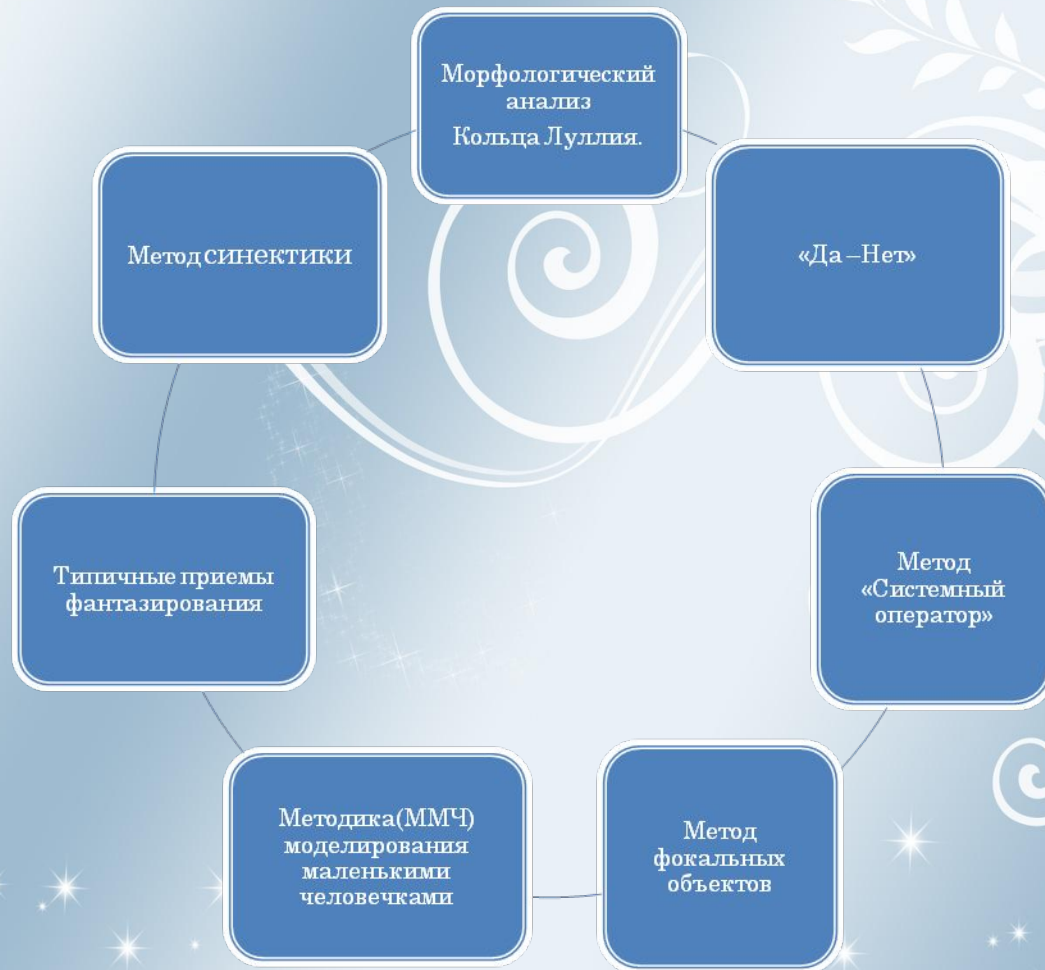 Морфологический
анализ
Кольца Луллия.
«Да –Нет»
Метод
«Системный
оператор»
Метод
фокальных
объектов
Методика(ММЧ)
моделирования
маленькими
человечками
Типичные приемы
фантазирования
Метод синектики